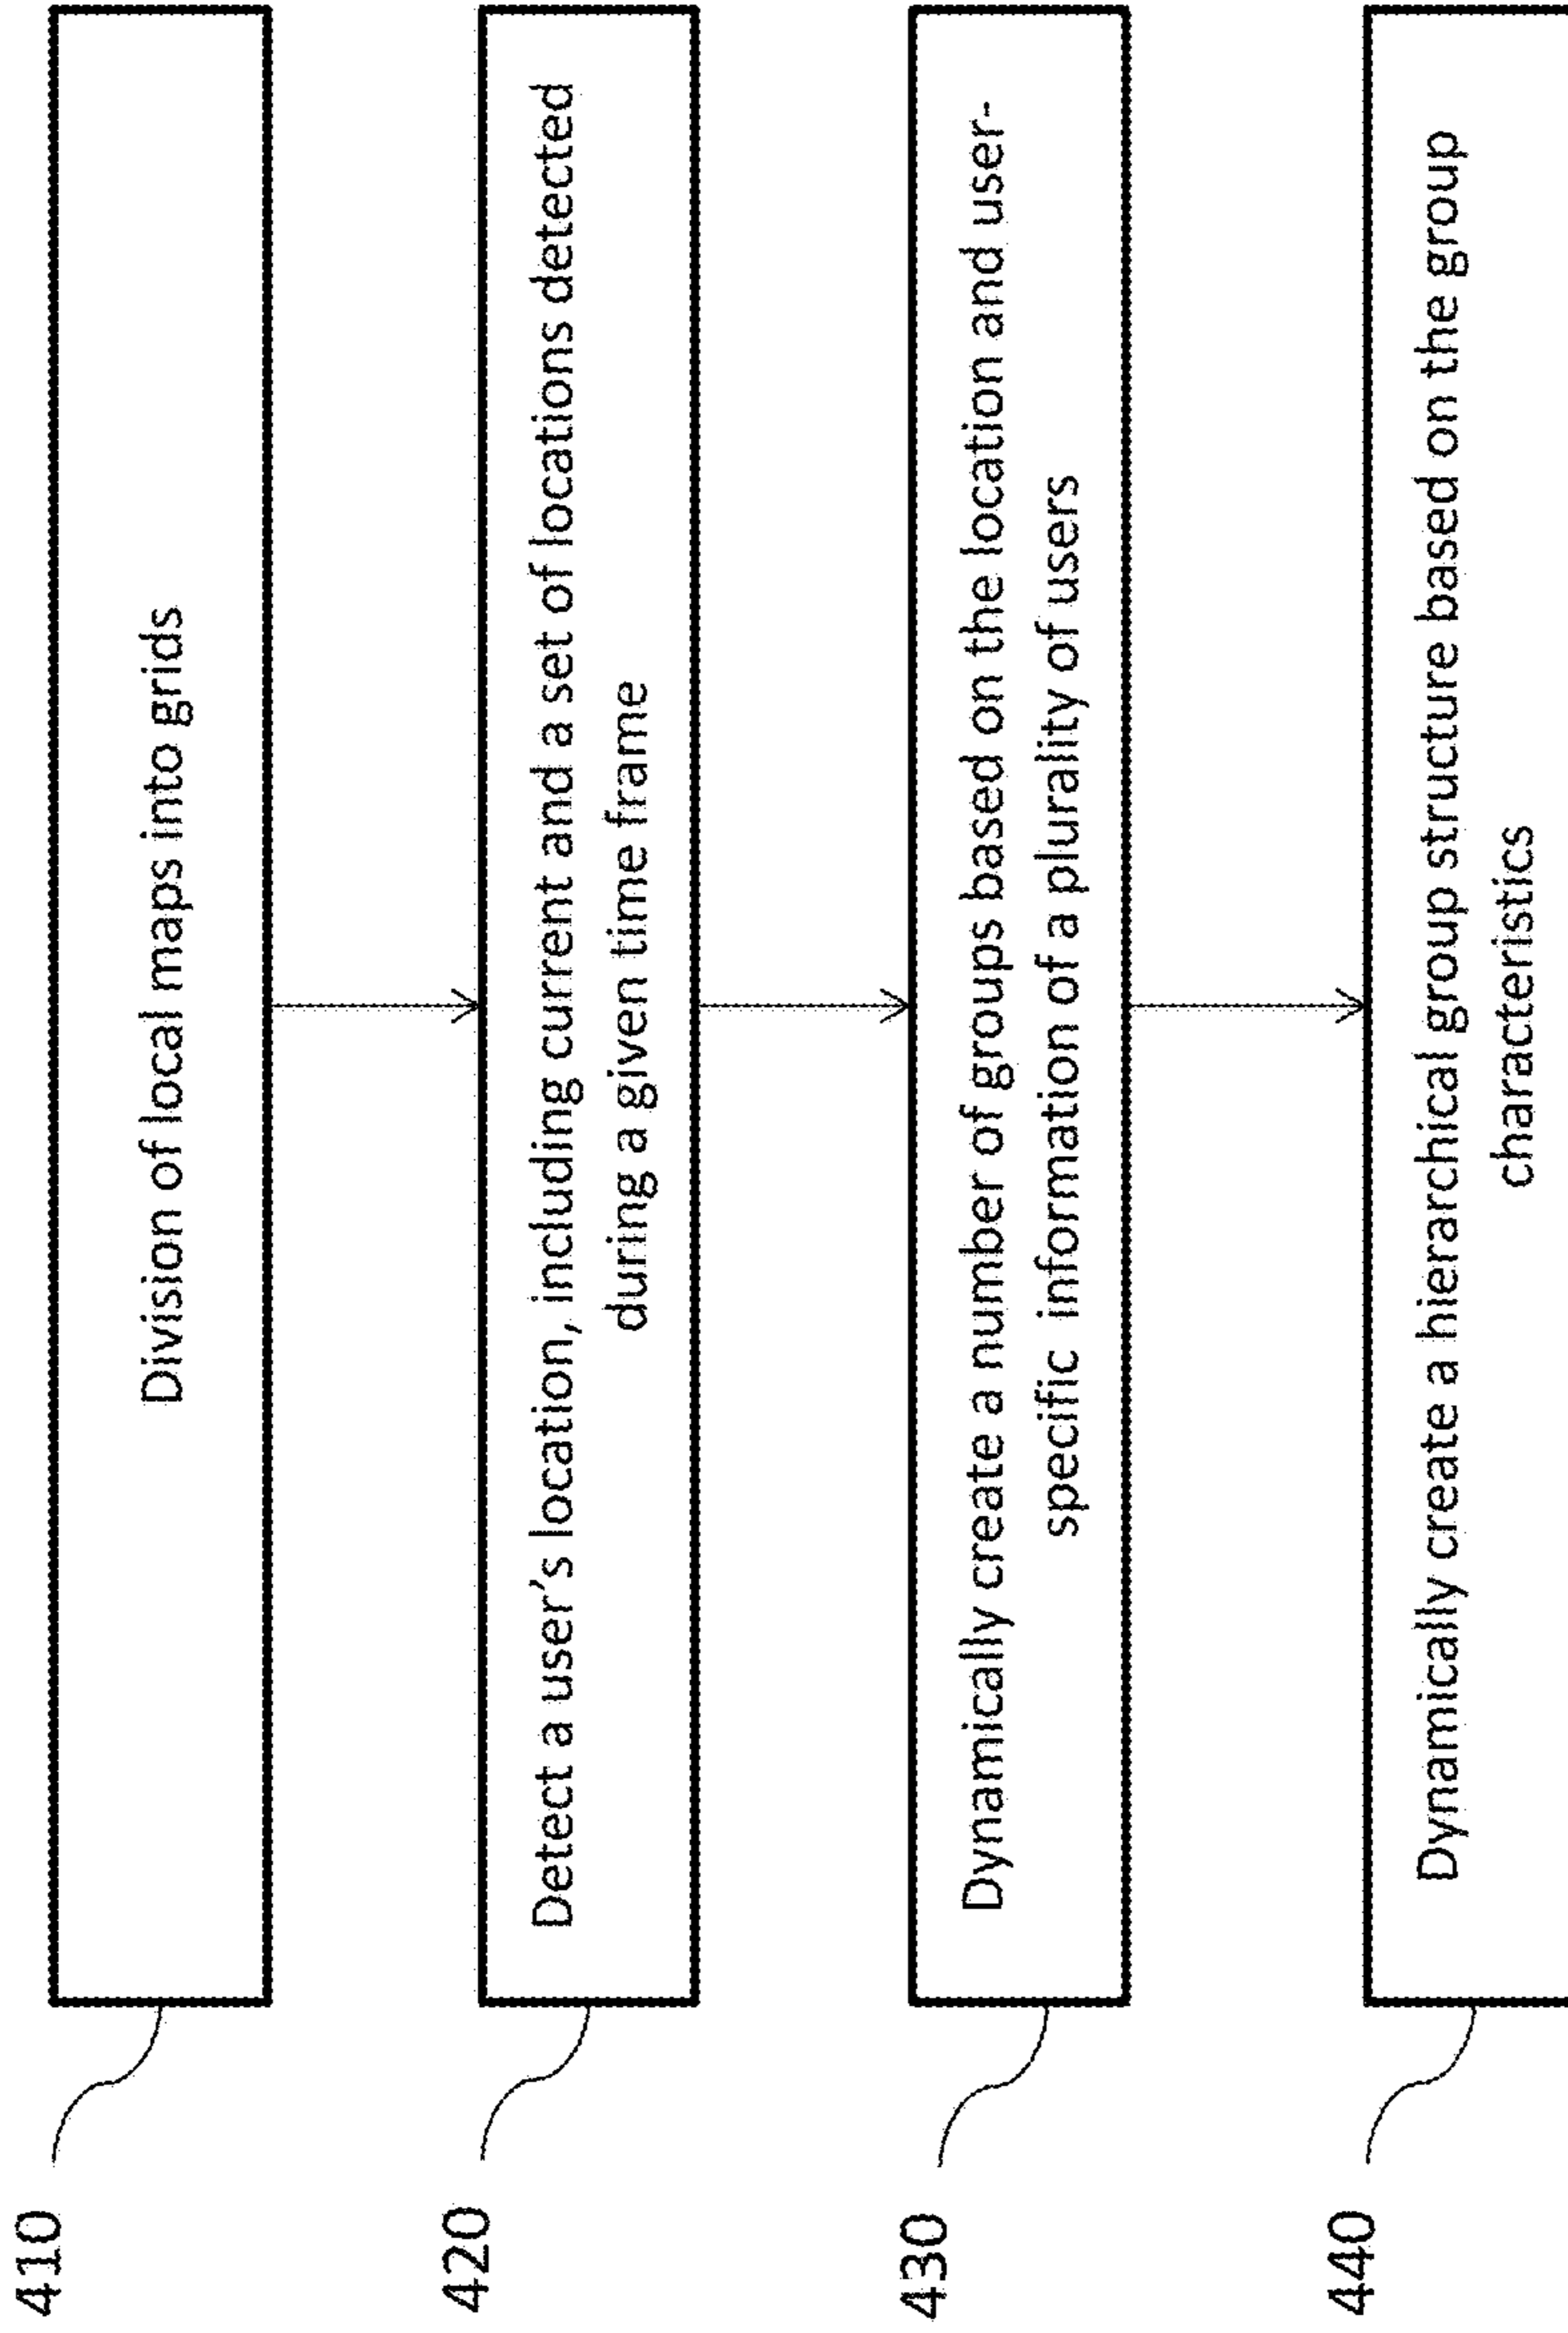 410
Division of local maps into grids
420
Detect a user's location, including current and a set of locations detected
during a given time frame
430
Dynamically create a number of groups based on the location and user-
specific information of a plurality of users
440
Dynamically create a hierarchical group structure based on the group
characteristics